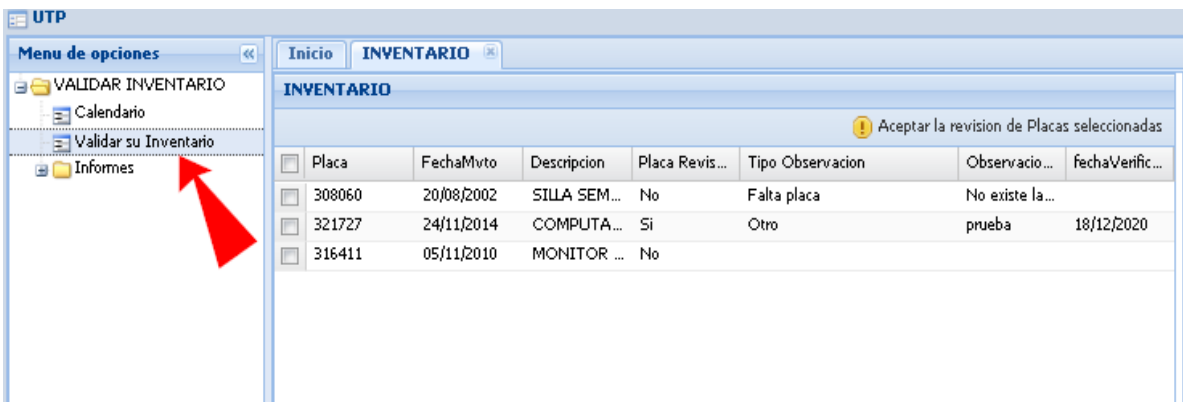 UTP
Menu de opciones
VALIDAR INVENTARIO
Calendario
Validar su Inventario
Informes
Inicio INVENTARIO
INVENTARIO
Aceptar la revision de Placas seleccionadas
Placa FechaMvto Descripcion Placa Revis... Tipo Observacion Observacio... fechaVerific...
308060 20/08/2002 SILLA SEM... No Falta placa No existe la...
321727 24/11/2014 COMPUTA... Si Otro prueba 18/12/2020
316411 05/11/2010 MONITOR ... No